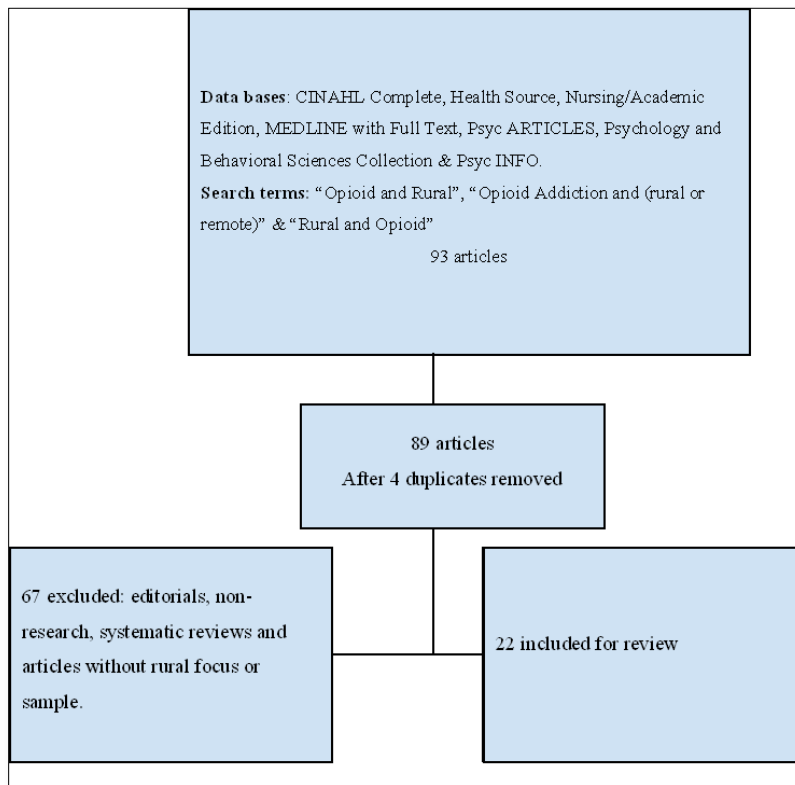 Data bases: CINAHL Complete, Health Source, Nursing/Academic
Edition, MEDLINE with Full Text, Psyc ARTICLES, Psychology and
Behavioral Sciences Collection & Psyc INFO.
Search terms: “Opioid and Rural”, “Opioid Addiction and (rural or
remote)” & “Rural and Opioid”
93 articles
89 articles
After 4 duplicates removed
67 excluded: editorials, non-
research, systematic reviews and
articles without rural focus or
sample.
22 included for review